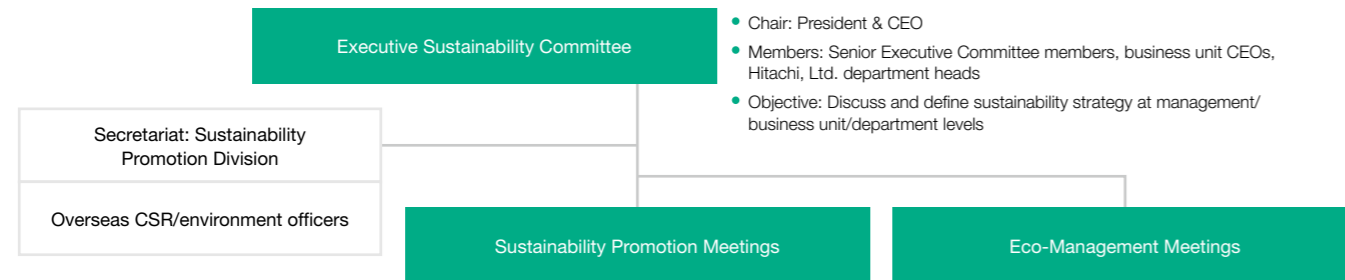 Executive Sustainability Committee
• Chair: President & CEO
• Members: Senior Executive Committee members, business unit CEOs,
Hitachi, Ltd. department heads
• Objective: Discuss and define sustainability strategy at management/
business unit/department levels
Secretariat: Sustainability
Promotion Division
Overseas CSR/environment officers
Sustainability Promotion Meetings
Eco-Management Meetings